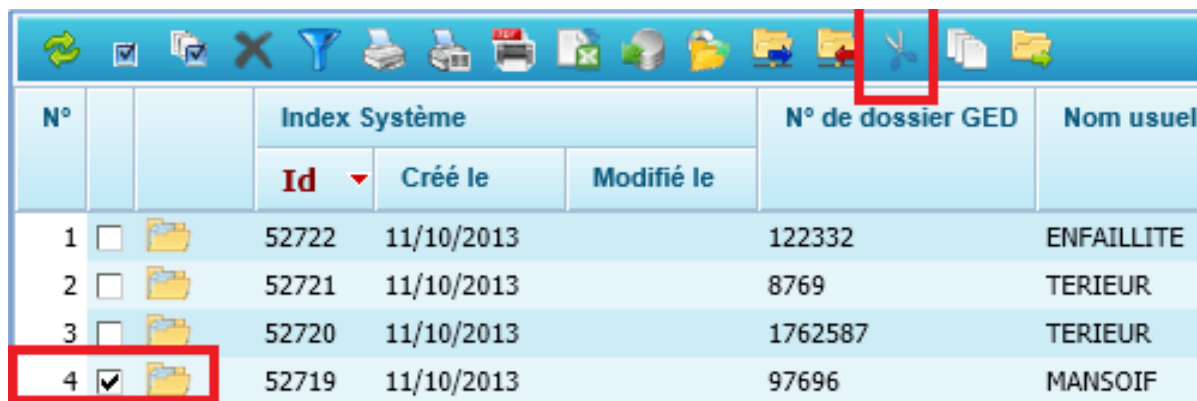 N° Index Système N° de dossier GED Nom usuel
Id Créé le Modifié le
1 52722 11/10/2013 122332 ENFAILLITE
2 52721 11/10/2013 8769 TERIEUR
3 52720 11/10/2013 1762587 TERIEUR
4 52719 11/10/2013 97696 MANSOIF